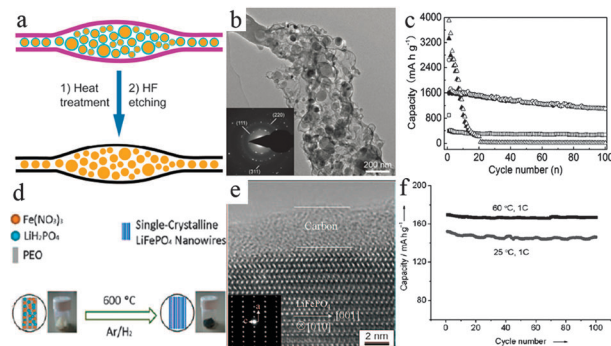 a
1) Heat
treatment
2) HF
etching
b
(111)
(220)
(311)
200 nm
c
Capacity (mA h g⁻¹)
4000
3200
2400
1600
800
0
0 20 40 60 80 100
Cycle number (n)
d
Fe(NO₃)₃
LiH₂PO₄
PEO
Single-Crystalline
LiFePO₄ Nanowires
600 °C
Ar/H₂
e
Carbon
LiFePO₄
[001]
[010]
2 nm
f
Capacity / mAh g⁻¹
200
160
120
80
60 °C, 1C
25 °C, 1C
0 20 40 60 80 100
Cycle number